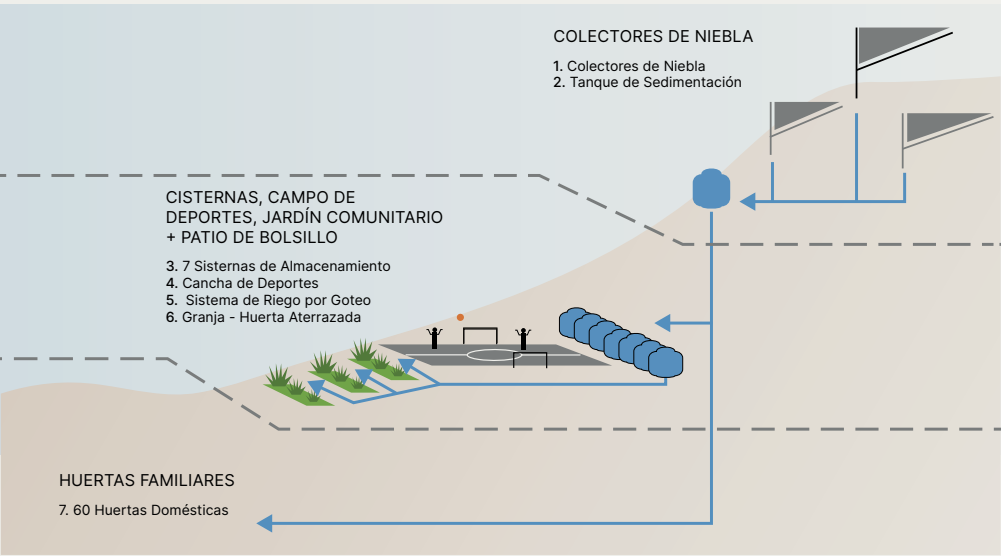 COLECTORES DE NIEBLA
1. Colectores de Niebla
2. Tanque de Sedimentación
CISTERNAS, CAMPO DE
DEPORTES, JARDÍN COMUNITARIO
+ PATIO DE BOLSILLO
3. 7 Sisternas de Almacenamiento
4. Cancha de Deportes
5. Sistema de Riego por Goteo
6. Granja - Huerta Aterrazada
HUERTAS FAMILIARES
7. 60 Huertas Domésticas